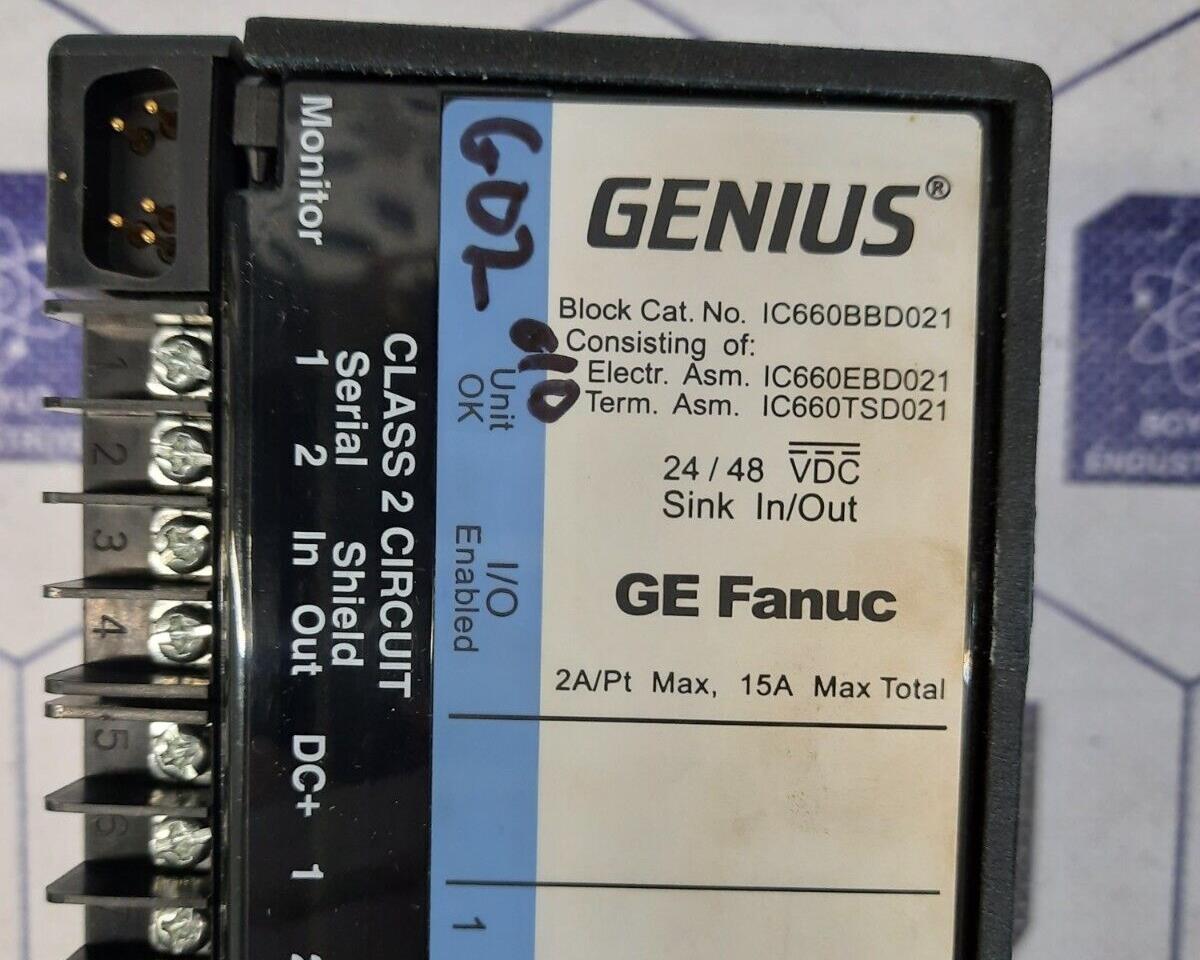 Monitor
CLASS 2 CIRCUIT
Serial Shield
1 2 In Out DC+ 1 2
1
2
3
4
5
6
G02
010
Unit
OK
I/O
Enabled
1
GENIUS®
Block Cat. No. IC660BBD021
Consisting of:
Electr. Asm. IC660EBD021
Term. Asm. IC660TSD021
24 / 48 VDC
Sink In/Out
GE Fanuc
2A/Pt Max, 15A Max Total